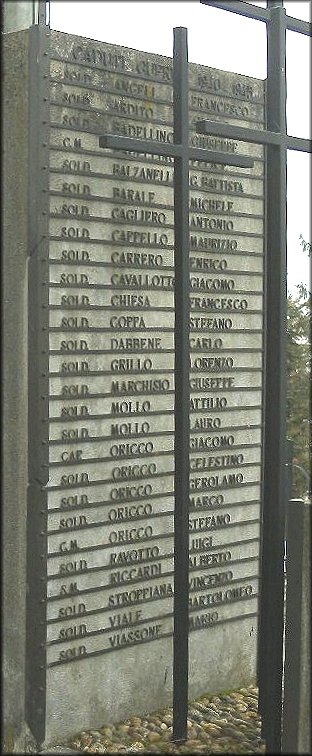 CADUTI GUERRA 1940-1945
SOLD. ANGELI FRANCESCO
SOLD. SARDITO
SOLD. BADELLINO GIUSEPPE
C.M.
SOLD. BALZANELLI G. BATTISTA
SOLD. BARALE MICHELE
SOLD. CAGLIERO ANTONIO
SOLD. CAPPELLO MAURIZIO
SOLD. CARRERO ENRICO
SOLD. CAVALLOTTO GIACOMO
SOLD. CHIESA FRANCESCO
SOLD. COPPA STEFANO
SOLD. DABBENE CARLO
SOLD. GRILLO LORENZO
SOLD. MARCHISIO GIUSEPPE
SOLD. MOLLO ATTILIO
SOLD. MOLLO LAURO
CAP. ORICCO GIACOMO
SOLD. ORICCO CELESTINO
SOLD. ORICCO GEROLAMO
SOLD. ORICCO MARCO
C.M. ORICCO STEFANO
SOLD. RAVOTTO LUIGI
S.M. RICCARDI ALBERTO
SOLD. STROPPIANA VINCENZO
SOLD. VIALE BARTOLOMEO
SOLD. VIASSONE MARIO